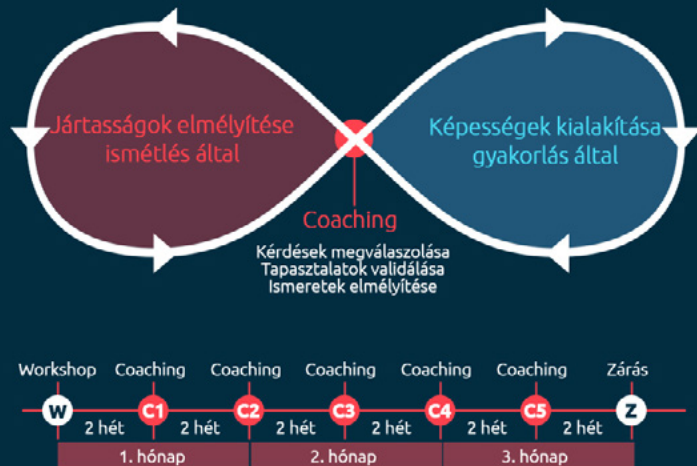 Jártasságok elmélyítése
ismétlés által
Képességek kialakítása
gyakorlás által
Coaching
Kérdések megválaszolása
Tapasztalatok validálása
Ismeretek elmélyítése
Workshop Coaching Coaching Coaching Coaching Coaching Zárás
W C1 C2 C3 C4 C5 Z
2 hét 2 hét 2 hét 2 hét 2 hét 2 hét
1. hónap 2. hónap 3. hónap